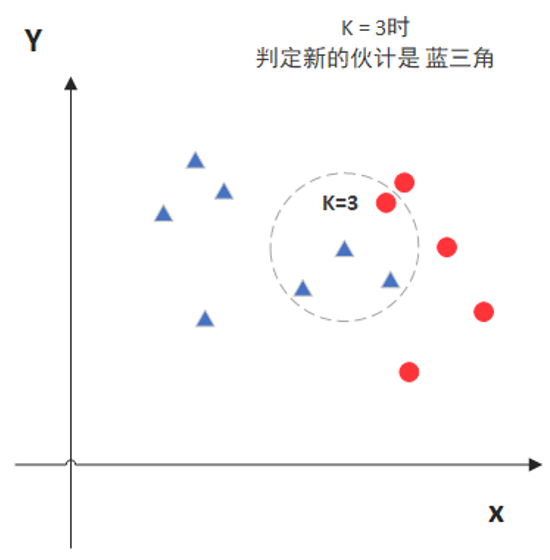 K = 3时
判定新的伙计是 蓝三角
Y
K=3
x